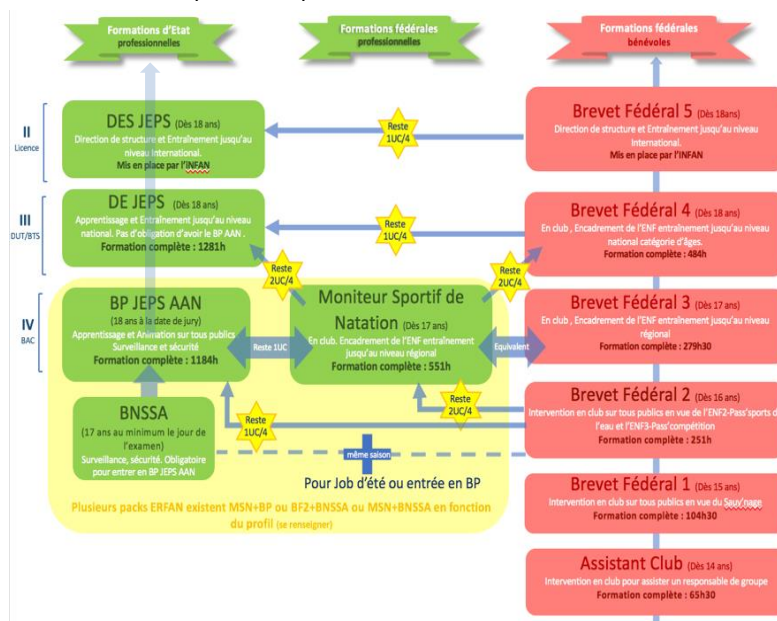 Formations d'Etat
professionnelles
Formations fédérales
professionnelles
Formations fédérales
bénévoles
II
Licence
DES JEPS (Dès 18 ans)
Direction de structure et Entraînement jusqu'au
niveau International.
Mis en place par l'INFAN
Reste
1UC/4
Brevet Fédéral 5 (Dès 18ans)
Direction de structure et Entraînement jusqu'au niveau
International.
Mis en place par l'INFAN
III
DUT/BTS
DE JEPS (Dès 18 ans)
Apprentissage et Entraînement jusqu'au niveau
national. Pas d'obligation d'avoir le BP AAN .
Formation complète : 1281h
Reste
1UC/4
Brevet Fédéral 4 (Dès 18 ans)
En club , Encadrement de l'ENF entraînement jusqu'au niveau
national catégorie d'âges.
Formation complète : 484h
Reste
2UC/4
Reste
2UC/4
IV
BAC
BP JEPS AAN
(18 ans à la date de jury)
Apprentissage et Animation sur tous publics
Surveillance et sécurité
Formation complète : 1184h
Reste 1UC
Moniteur Sportif de
Natation (Dès 17 ans)
En club. Encadrement de l'ENF entraînement
jusqu'au niveau régional
Formation complète : 551h
Equivalent
Brevet Fédéral 3 (Dès 17 ans)
En club , Encadrement de l'ENF entraînement jusqu'au niveau
régional
Formation complète : 279h30
BNSSA
(17 ans au minimum le jour de
l'examen)
Surveillance, sécurité. Obligatoire
pour entrer en BP JEPS AAN
Reste
1UC/4
Reste
2UC/4
Brevet Fédéral 2 (Dès 16 ans)
Intervention en club sur tous publics en vue de l'ENF2-Pass'sports de
l'eau et l'ENF3-Pass'compétition
Formation complète : 251h
même saison
Pour Job d'été ou entrée en BP
Plusieurs packs ERFAN existent MSN+BP ou BF2+BNSSA ou MSN+BNSSA en fonction
du profil (se renseigner)
Brevet Fédéral 1 (Dès 15 ans)
Intervention en club sur tous publics en vue du Sauv'nage
Formation complète : 104h30
Assistant Club (Dès 14 ans)
Intervention en club pour assister un responsable de groupe
Formation complète : 65h30